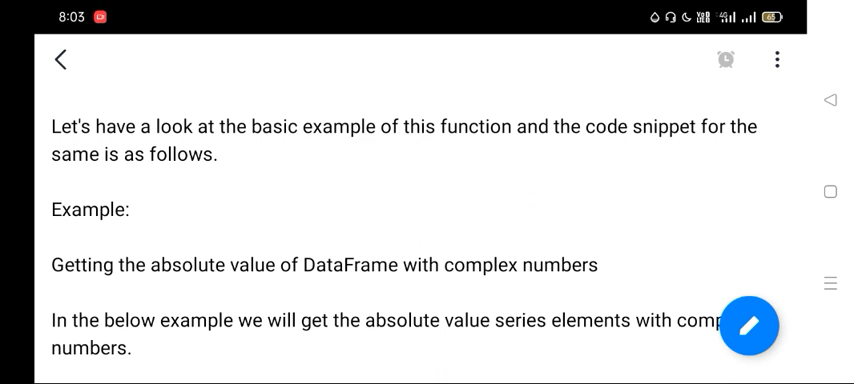 8:03 4G 65
Let's have a look at the basic example of this function and the code snippet for the
same is as follows.
Example:
Getting the absolute value of DataFrame with complex numbers
In the below example we will get the absolute value series elements with
numbers.